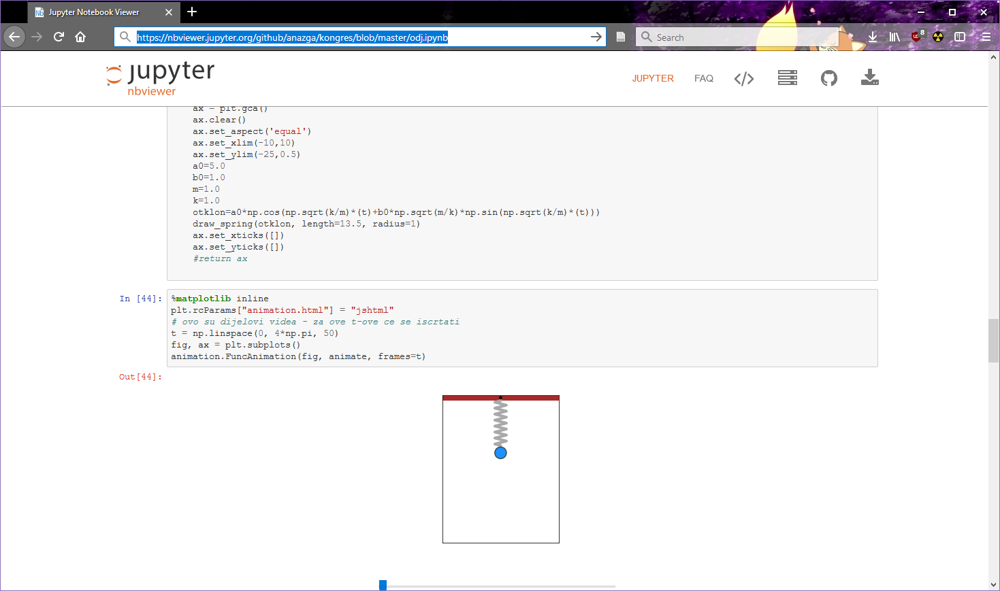 Jupyter Notebook Viewer
https://nbviewer.jupyter.org/github/anazga/kongres/blob/master/odj.ipynb
Search
8
jupyter
nbviewer
JUPYTER FAQ </>
ax = plt.gca()
ax.clear()
ax.set_aspect('equal')
ax.set_xlim(-10,10)
ax.set_ylim(-25,0.5)
a0=5.0
b0=1.0
m=1.0
k=1.0
otklon=a0*np.cos(np.sqrt(k/m)*(t)+b0*np.sqrt(m/k)*np.sin(np.sqrt(k/m)*(t)))
draw_spring(otklon, length=13.5, radius=1)
ax.set_xticks([])
ax.set_yticks([])
#return ax
In [44]:
%matplotlib inline
plt.rcParams["animation.html"] = "jshtml"
# ovo su dijelovi videa - za ove t-ove ce se iscrtati
t = np.linspace(0, 4*np.pi, 50)
fig, ax = plt.subplots()
animation.FuncAnimation(fig, animate, frames=t)
Out[44]: